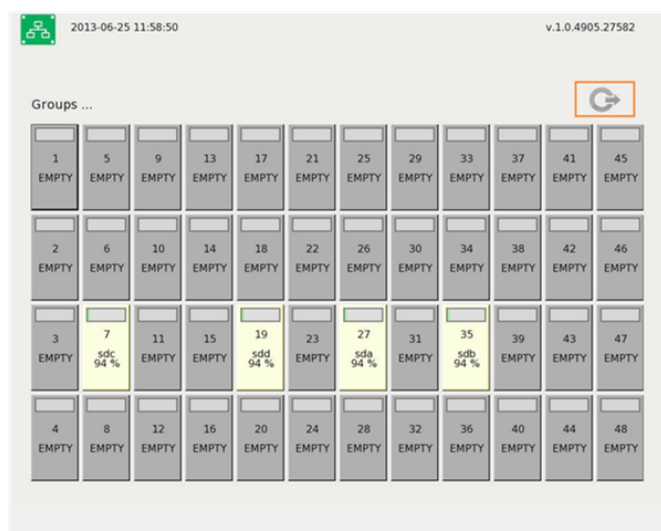 2013-06-25 11:58:50
v.1.0.4905.27582
Groups ...
1 5 9 13 17 21 25 29 33 37 41 45
EMPTY EMPTY EMPTY EMPTY EMPTY EMPTY EMPTY EMPTY EMPTY EMPTY EMPTY EMPTY
2 6 10 14 18 22 26 30 34 38 42 46
EMPTY EMPTY EMPTY EMPTY EMPTY EMPTY EMPTY EMPTY EMPTY EMPTY EMPTY EMPTY
3 7 11 15 19 23 27 31 35 39 43 47
EMPTY sdc EMPTY EMPTY sdd EMPTY sda EMPTY sdb EMPTY EMPTY EMPTY
94 % 94 % 94 % 94 %
4 8 12 16 20 24 28 32 36 40 44 48
EMPTY EMPTY EMPTY EMPTY EMPTY EMPTY EMPTY EMPTY EMPTY EMPTY EMPTY EMPTY